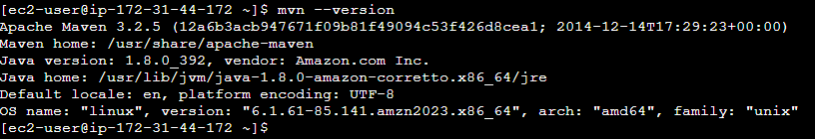 [ec2-user@ip-172-31-44-172 ~]$ mvn --version
Apache Maven 3.2.5 (12a6b3acb947671f09b81f49094c53f426d8cea1; 2014-12-14T17:29:23+00:00)
Maven home: /usr/share/apache-maven
Java version: 1.8.0_392, vendor: Amazon.com Inc.
Java home: /usr/lib/jvm/java-1.8.0-amazon-corretto.x86_64/jre
Default locale: en, platform encoding: UTF-8
OS name: "linux", version: "6.1.61-85.141.amzn2023.x86_64", arch: "amd64", family: "unix"
[ec2-user@ip-172-31-44-172 ~]$